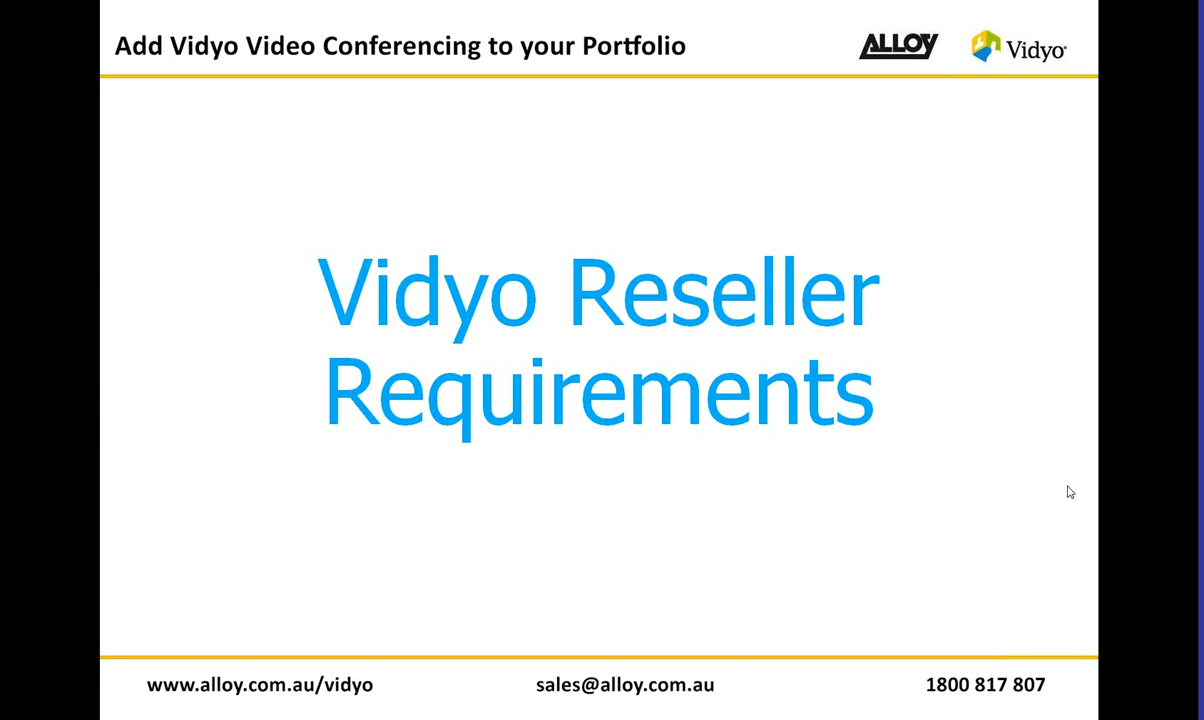 Add Vidyo Video Conferencing to your Portfolio
ALLOY
Vidyo®
Vidyo Reseller
Requirements
www.alloy.com.au/vidyo
sales@alloy.com.au
1800 817 807